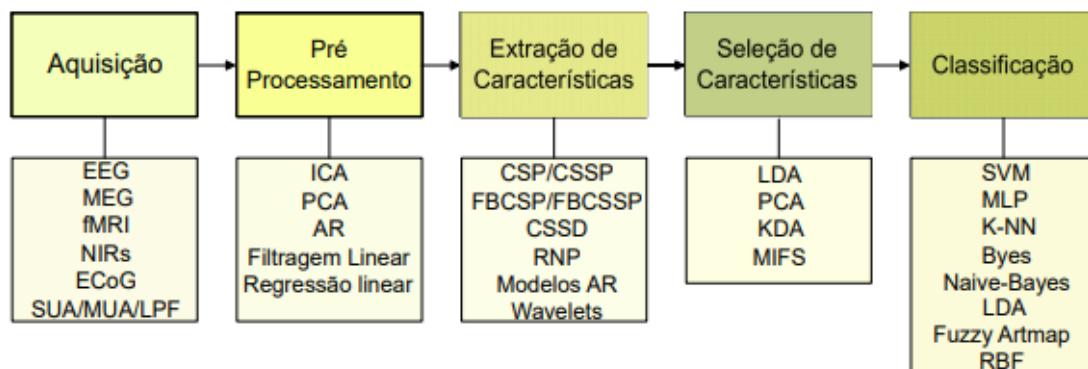 Aquisição
Pré
Processamento
Extração de
Características
Seleção de
Características
Classificação
EEG
MEG
fMRI
NIRs
ECoG
SUA/MUA/LPF
ICA
PCA
AR
Filtragem Linear
Regressão linear
CSP/CSSP
FBCSP/FBCSSP
CSSD
RNP
Modelos AR
Wavelets
LDA
PCA
KDA
MIFS
SVM
MLP
K-NN
Byes
Naive-Bayes
LDA
Fuzzy Artmap
RBF